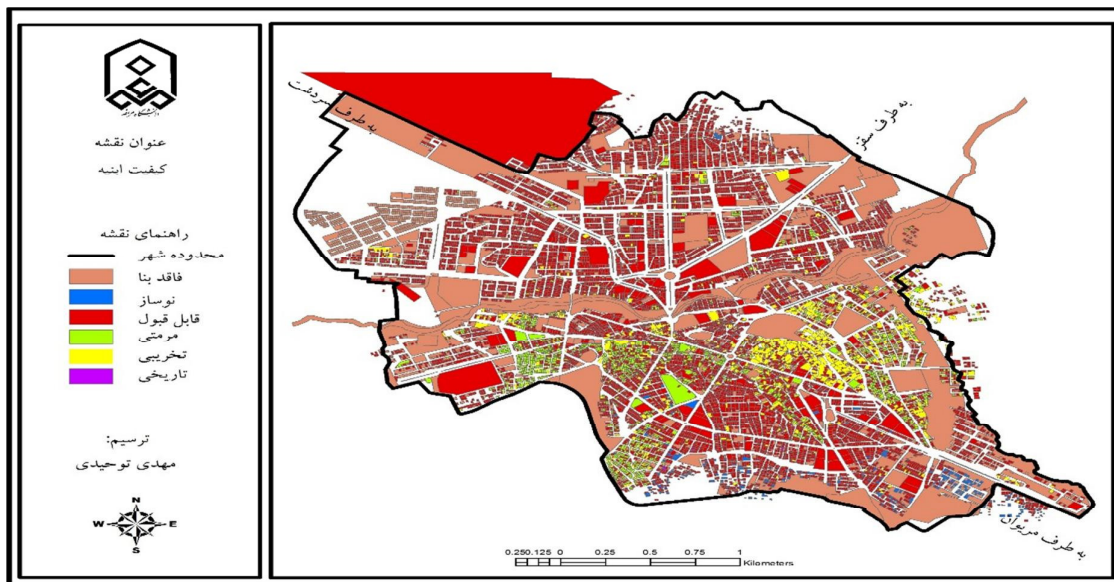 عنوان نقشه
کیفیت ابنیه
راهنمای نقشه
محدوده شهر
فاقد بنا
نوساز
قابل قبول
مرمتی
تخریبی
تاریخی
ترسیم:
مهدی توحیدی
N
W E
S
به طرف سردشت
به طرف سقز
به طرف مریوان
0.250.125 0 0.25 0.5 0.75 1
Kilometers